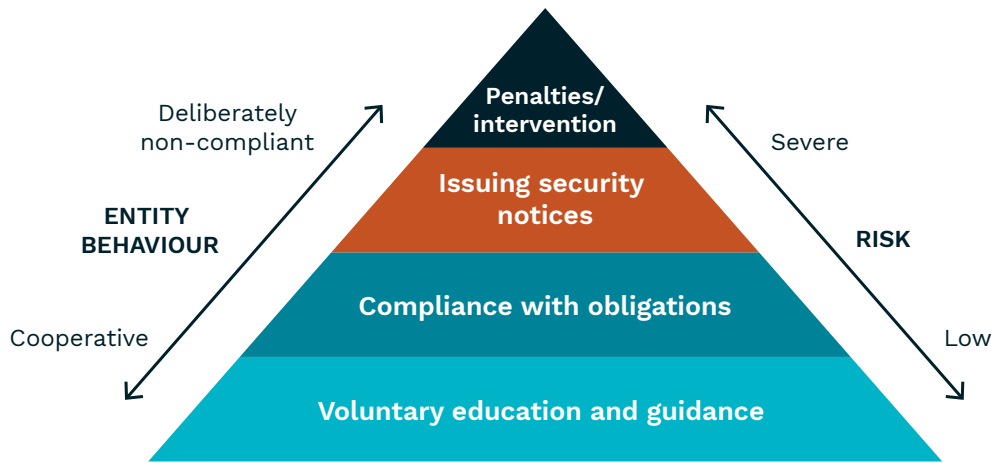 Penalties/
intervention
Deliberately
non-compliant
Severe
Issuing security
notices
ENTITY
BEHAVIOUR
RISK
Compliance with obligations
Cooperative
Low
Voluntary education and guidance